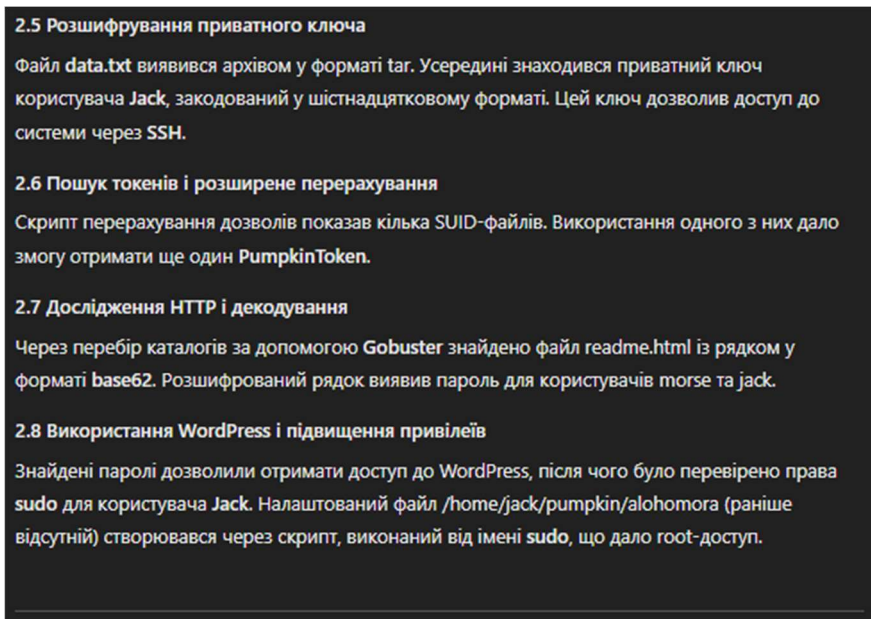 2.5 Розшифрування приватного ключа
Файл data.txt виявився архівом у форматі tar. Усередині знаходився приватний ключ
користувача Jack, закодований у шістнадцятковому форматі. Цей ключ дозволив доступ до
системи через SSH.
2.6 Пошук токенів і розширене перерахування
Скрипт перерахування дозволів показав кілька SUID-файлів. Використання одного з них дало
змогу отримати ще один PumpkinToken.
2.7 Дослідження HTTP і декодування
Через перебір каталогів за допомогою Gobuster знайдено файл readme.html із рядком у
форматі base62. Розшифрований рядок виявив пароль для користувачів morse та jack.
2.8 Використання WordPress і підвищення привілеїв
Знайдені паролі дозволили отримати доступ до WordPress, після чого було перевірено права
sudo для користувача Jack. Налаштований файл /home/jack/pumpkin/alohomora (раніше
відсутній) створювався через скрипт, виконаний від імені sudo, що дало root-доступ.